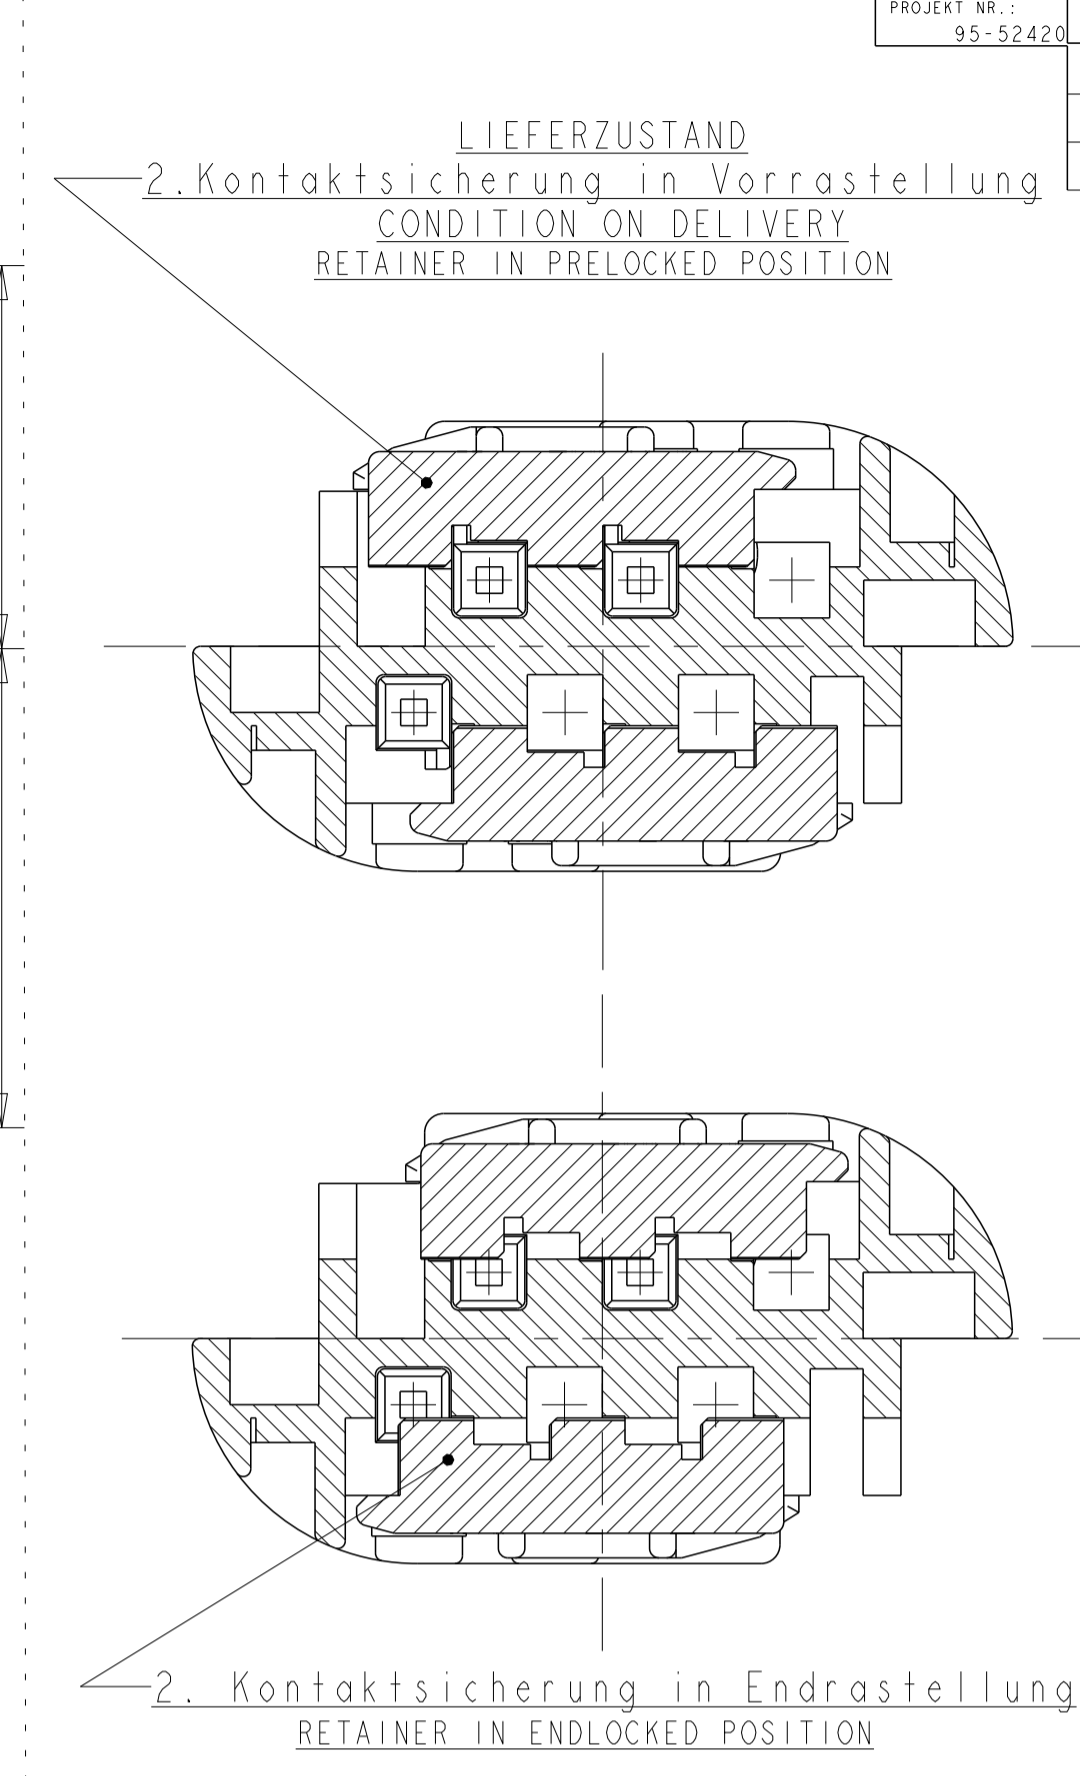 PROJEKT NR.:
95-52420
LIEFERZUSTAND
2.Kontaktsicherung in Vorrastellung
CONDITION ON DELIVERY
RETAINER IN PRELOCKED POSITION
2. Kontaktsicherung in Endrastellung
RETAINER IN ENDLOCKED POSITION